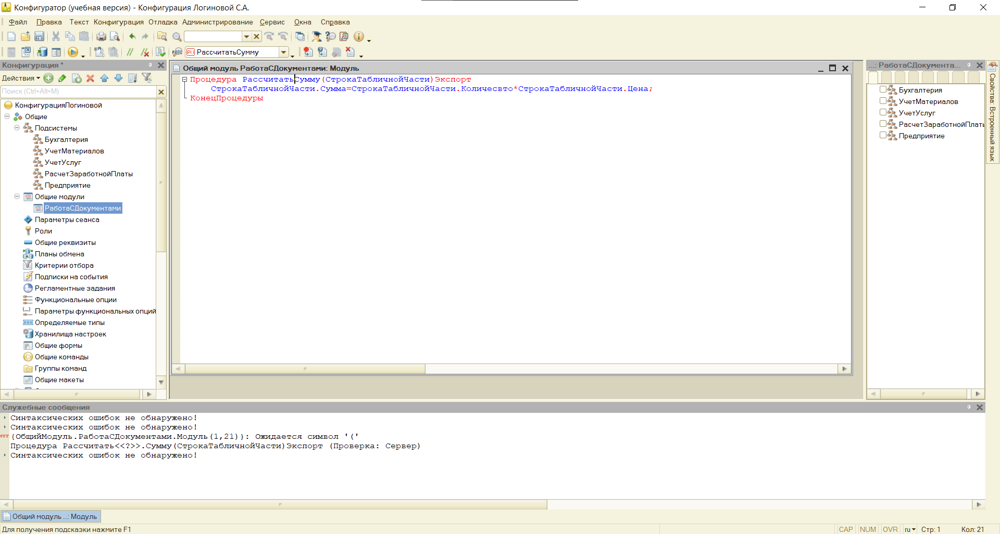 Конфигуратор (учебная версия) - Конфигурация Логиновой С.А.
Файл Правка Текст Конфигурация Отладка Администрирование Сервис Окна Справка
РассчитатьСумму
Конфигурация *
Действия
Поиск (Ctrl+Alt+M)
КонфигурацияЛогиновой
Общие
Подсистемы
Бухгалтерия
УчетМатериалов
УчетУслуг
РасчетЗаработнойПлаты
Предприятие
Общие модули
РаботаСДокументами
Параметры сеанса
Роли
Общие реквизиты
Планы обмена
Критерии отбора
Подписки на события
Регламентные задания
Функциональные опции
Параметры функциональных опций
Определяемые типы
Хранилища настроек
Общие формы
Общие команды
Группы команд
Общие макеты
Общий модуль РаботаСДокументами: Модуль
Процедура РассчитатьСумму(СтрокаТабличнойЧасти)Экспорт
СтрокаТабличнойЧасти.Сумма=СтрокаТабличнойЧасти.Количесвто*СтрокаТабличнойЧасти.Цена;
КонецПроцедуры
...: РаботаСДокумента...
Бухгалтерия
УчетМатериалов
УчетУслуг
РасчетЗаработнойПлаты
Предприятие
Свойства: Встроенный язык
Служебные сообщения
Синтаксических ошибок не обнаружено!
Синтаксических ошибок не обнаружено!
err {ОбщийМодуль.РаботаСДокументами.Модуль(1,21)}: Ожидается символ '('
Процедура Рассчитать<<?>>.Сумму(СтрокаТабличнойЧасти)Экспорт (Проверка: Сервер)
Синтаксических ошибок не обнаружено!
Общий модуль ...: Модуль
Для получения подсказки нажмите F1
CAP NUM OVR ru Стр: 1 Кол: 21